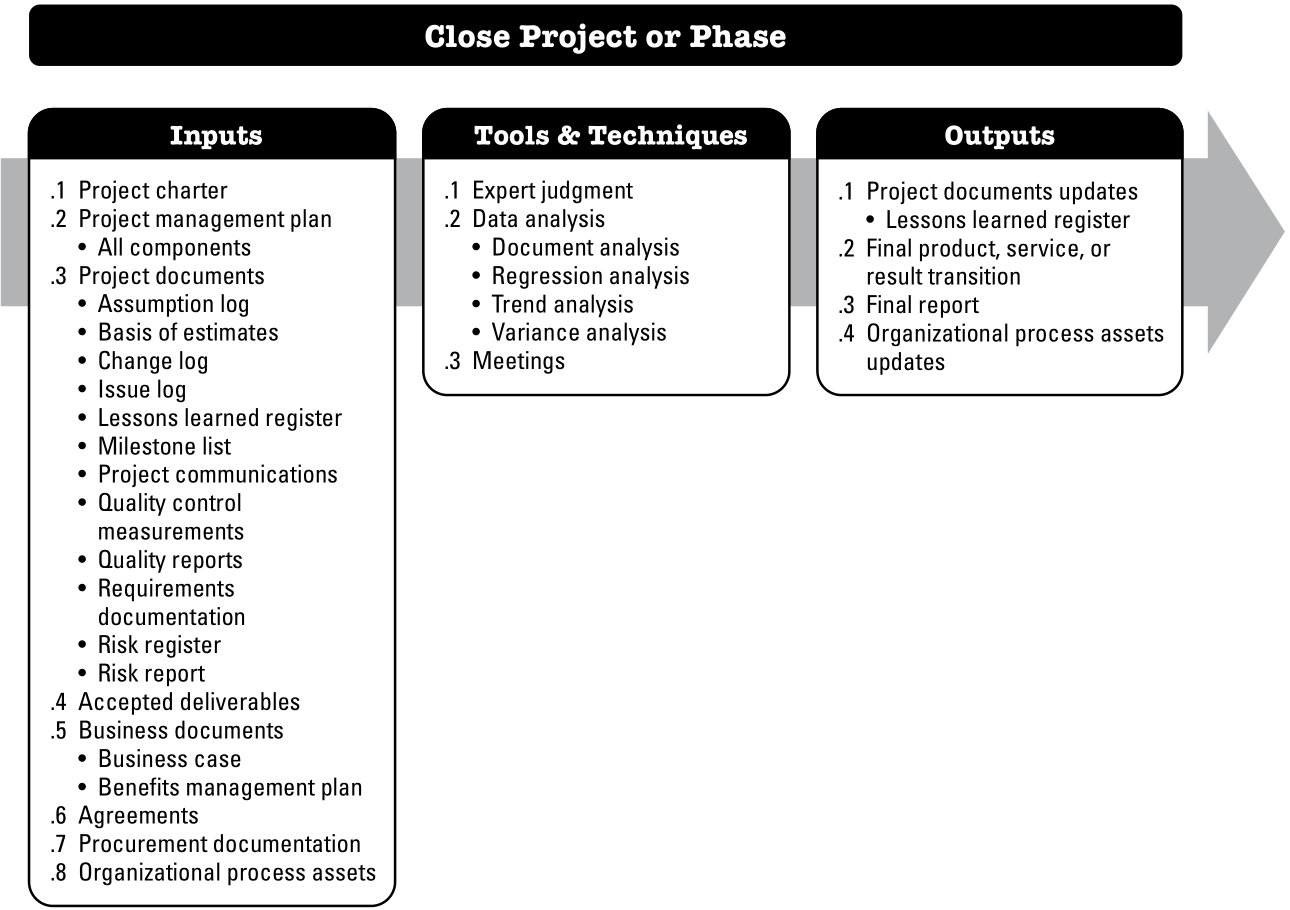 Close Project or Phase
Inputs
.1 Project charter
.2 Project management plan
• All components
.3 Project documents
• Assumption log
• Basis of estimates
• Change log
• Issue log
• Lessons learned register
• Milestone list
• Project communications
• Quality control
measurements
• Quality reports
• Requirements
documentation
• Risk register
• Risk report
.4 Accepted deliverables
.5 Business documents
• Business case
• Benefits management plan
.6 Agreements
.7 Procurement documentation
.8 Organizational process assets
Tools & Techniques
.1 Expert judgment
.2 Data analysis
• Document analysis
• Regression analysis
• Trend analysis
• Variance analysis
.3 Meetings
Outputs
.1 Project documents updates
• Lessons learned register
.2 Final product, service, or
result transition
.3 Final report
.4 Organizational process assets
updates